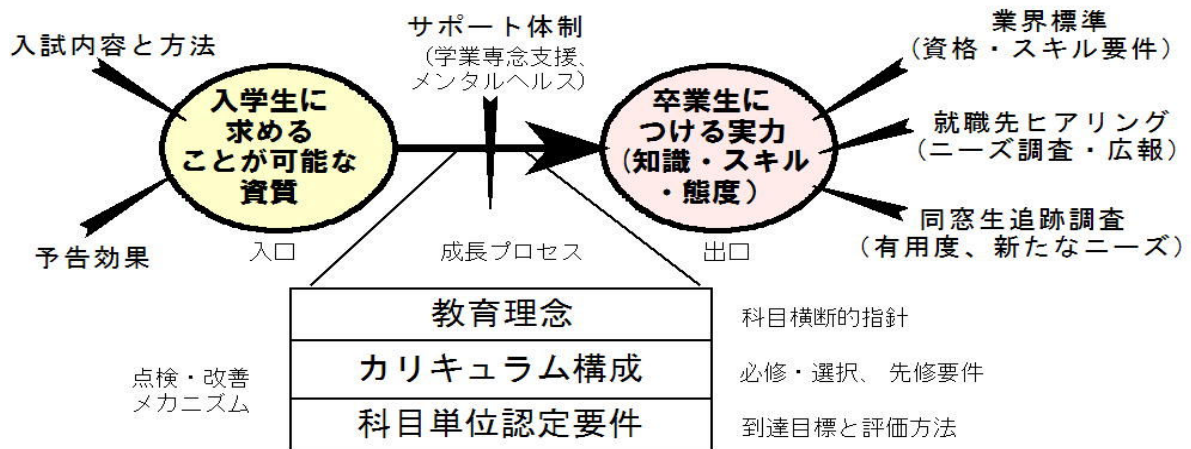 入試内容と方法
サポート体制
(学業専念支援、
メンタルヘルス)
業界標準
(資格・スキル要件)
入学生に
求める
ことが可能な
資質
卒業生に
つける実力
(知識・スキル
・態度)
就職先ヒアリング
(ニーズ調査・広報)
同窓生追跡調査
(有用度、新たなニーズ)
予告効果
入口
成長プロセス
出口
教育理念
科目横断的指針
カリキュラム構成
必修・選択、先修要件
点検・改善
メカニズム
科目単位認定要件
到達目標と評価方法